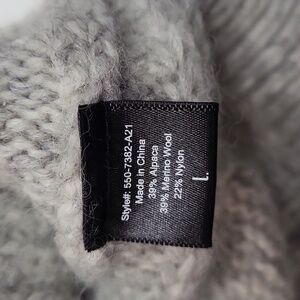 Style#: 550-7382-A21
Made in China
39% Alpaca
39% Merino Wool
22% Nylon
L